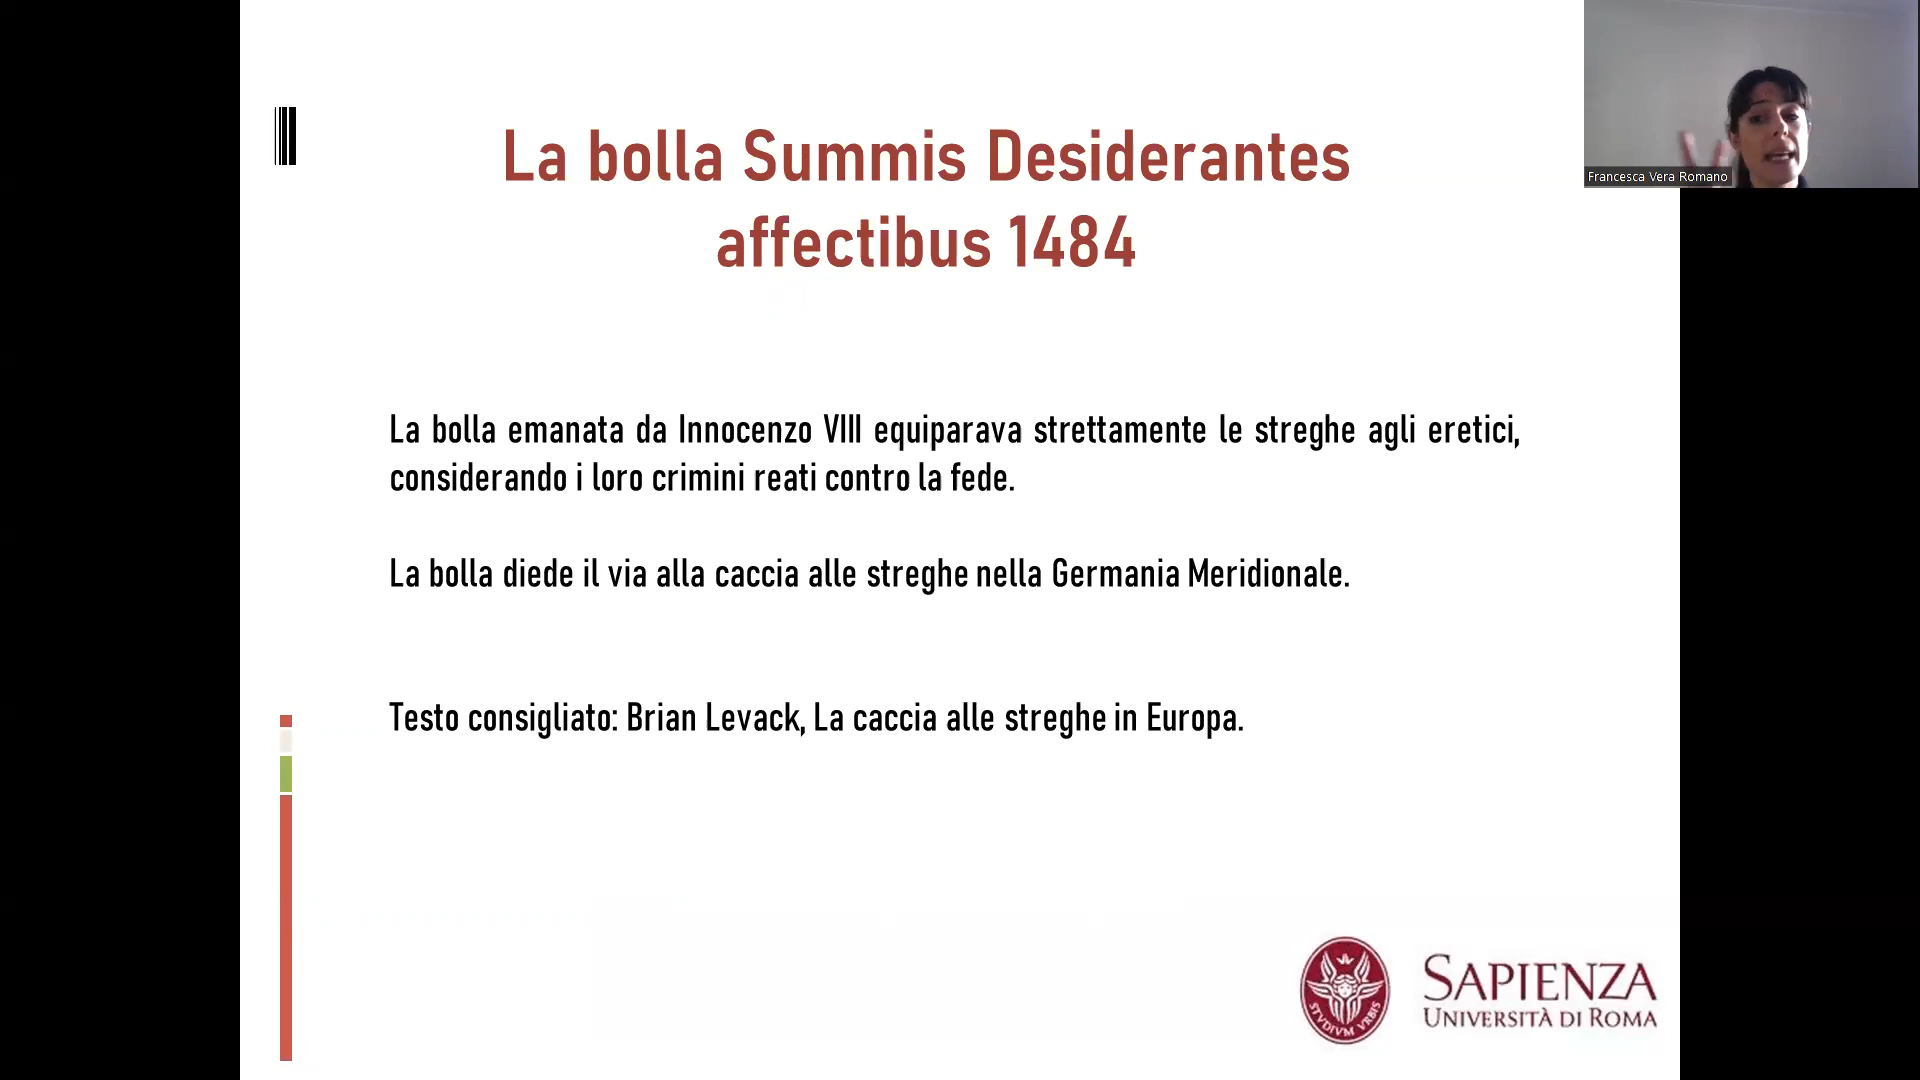 La bolla Summis Desiderantes
affectibus 1484
Francesca Vera Romano
La bolla emanata da Innocenzo VIII equiparava strettamente le streghe agli eretici,
considerando i loro crimini reati contro la fede.
La bolla diede il via alla caccia alle streghe nella Germania Meridionale.
Testo consigliato: Brian Levack, La caccia alle streghe in Europa.
STVDIVM VRBIS
SAPIENZA
UNIVERSITÀ DI ROMA